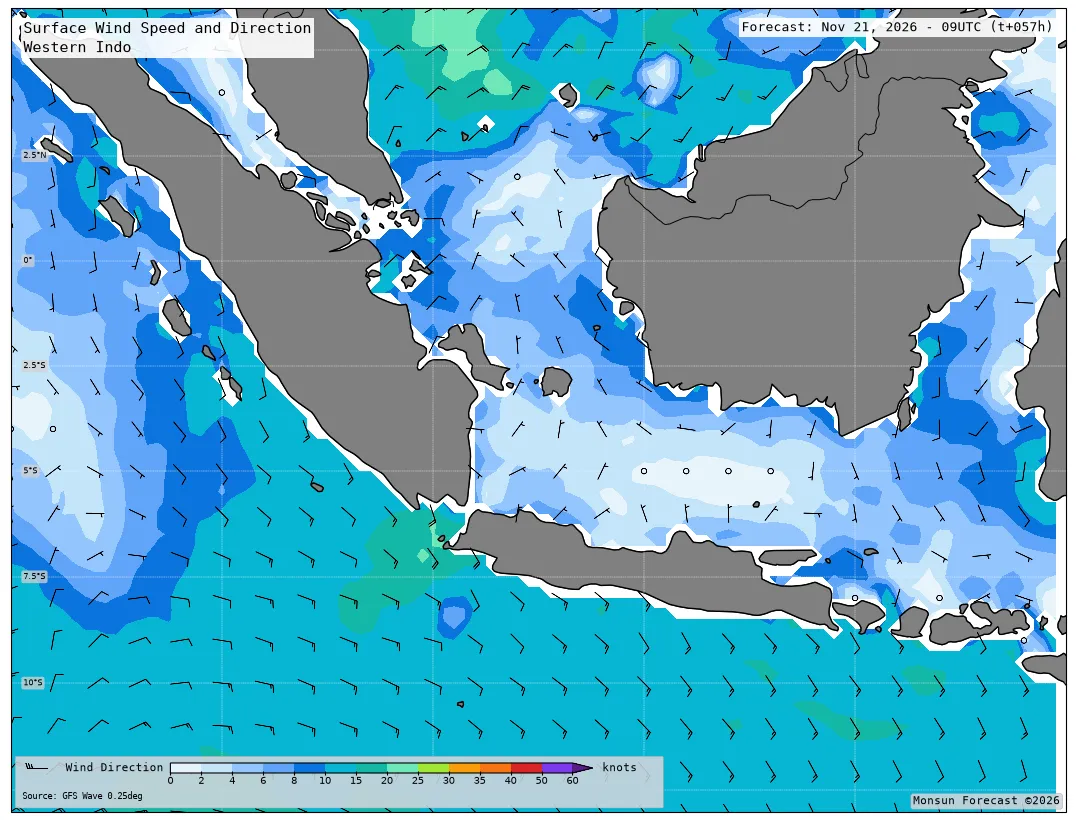 Surface Wind Speed and Direction
Western Indo
Forecast: Nov 21, 2026 - 09UTC (t+057h)
2.5°N
0°
2.5°S
5°S
7.5°S
10°S
Wind Direction
0 2 4 6 8 10 15 20 25 30 35 40 50 60
knots
Source: GFS Wave 0.25deg
Monsun Forecast ©2026